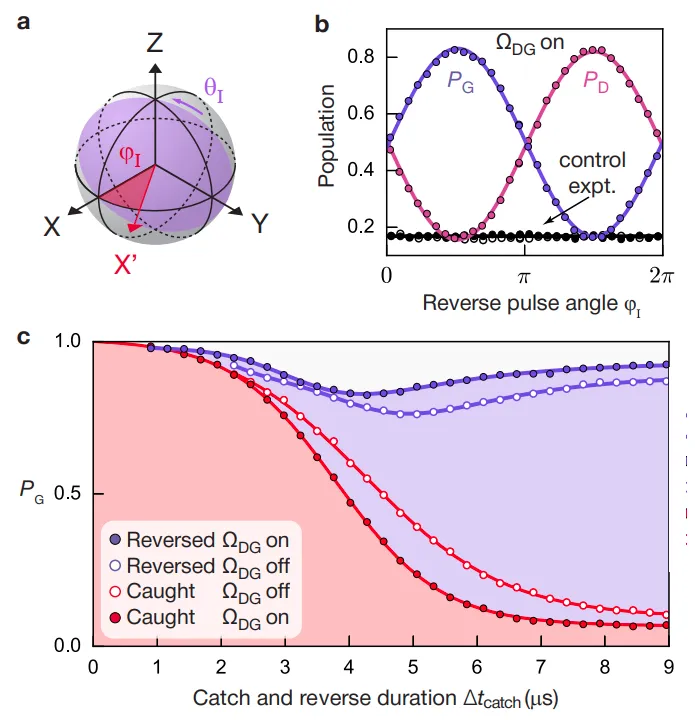 a
Z
θI
φI
X
Y
X'
b
ΩDG on
0.8
PG
PD
0.6
Population
0.4
control
expt.
0.2
0
π
2π
Reverse pulse angle φI
c
1.0
PG
0.5
Reversed ΩDG on
Reversed ΩDG off
Caught ΩDG off
Caught ΩDG on
0.0
0 1 2 3 4 5 6 7 8 9
Catch and reverse duration Δtcatch (μs)